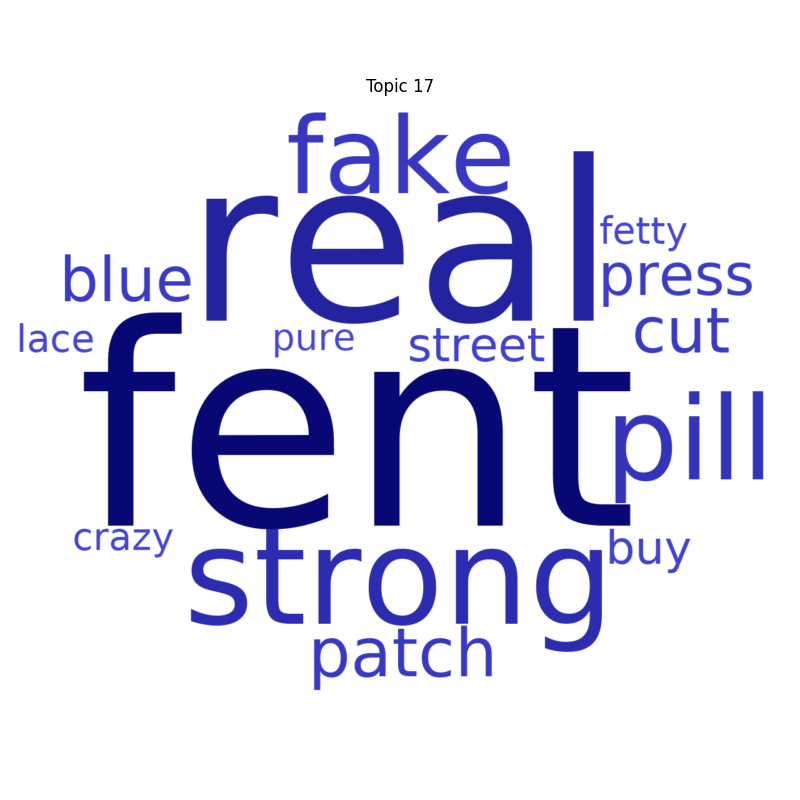 Topic 17
fake
real
fetty
blue
press
lace
pure
street
cut
fent
pill
crazy
strong
buy
patch